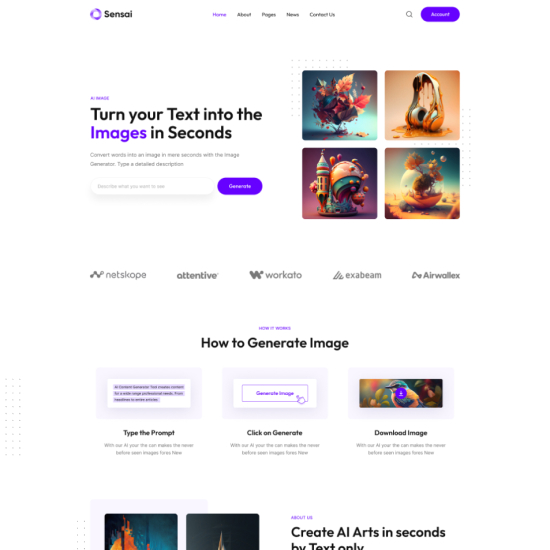 Sensai
Home About Pages News Contact Us
Account
AI IMAGE
Turn your Text into the
Images in Seconds
Convert words into an image in mere seconds with the Image
Generator. Type a detailed description
Describe what you want to see
Generate
netskope attentive workato exabeam Airwallex
HOW IT WORKS
How to Generate Image
AI Content Generator Tool creates content
for a wide range professional needs. From
headlines to entire articles.
Generate Image
Type the Prompt
With our AI your the can makes the never
before seen images fores New
Click on Generate
With our AI your the can makes the never
before seen images fores New
Download Image
With our AI your the can makes the never
before seen images fores New
ABOUT US
Create AI Arts in seconds
by Text only